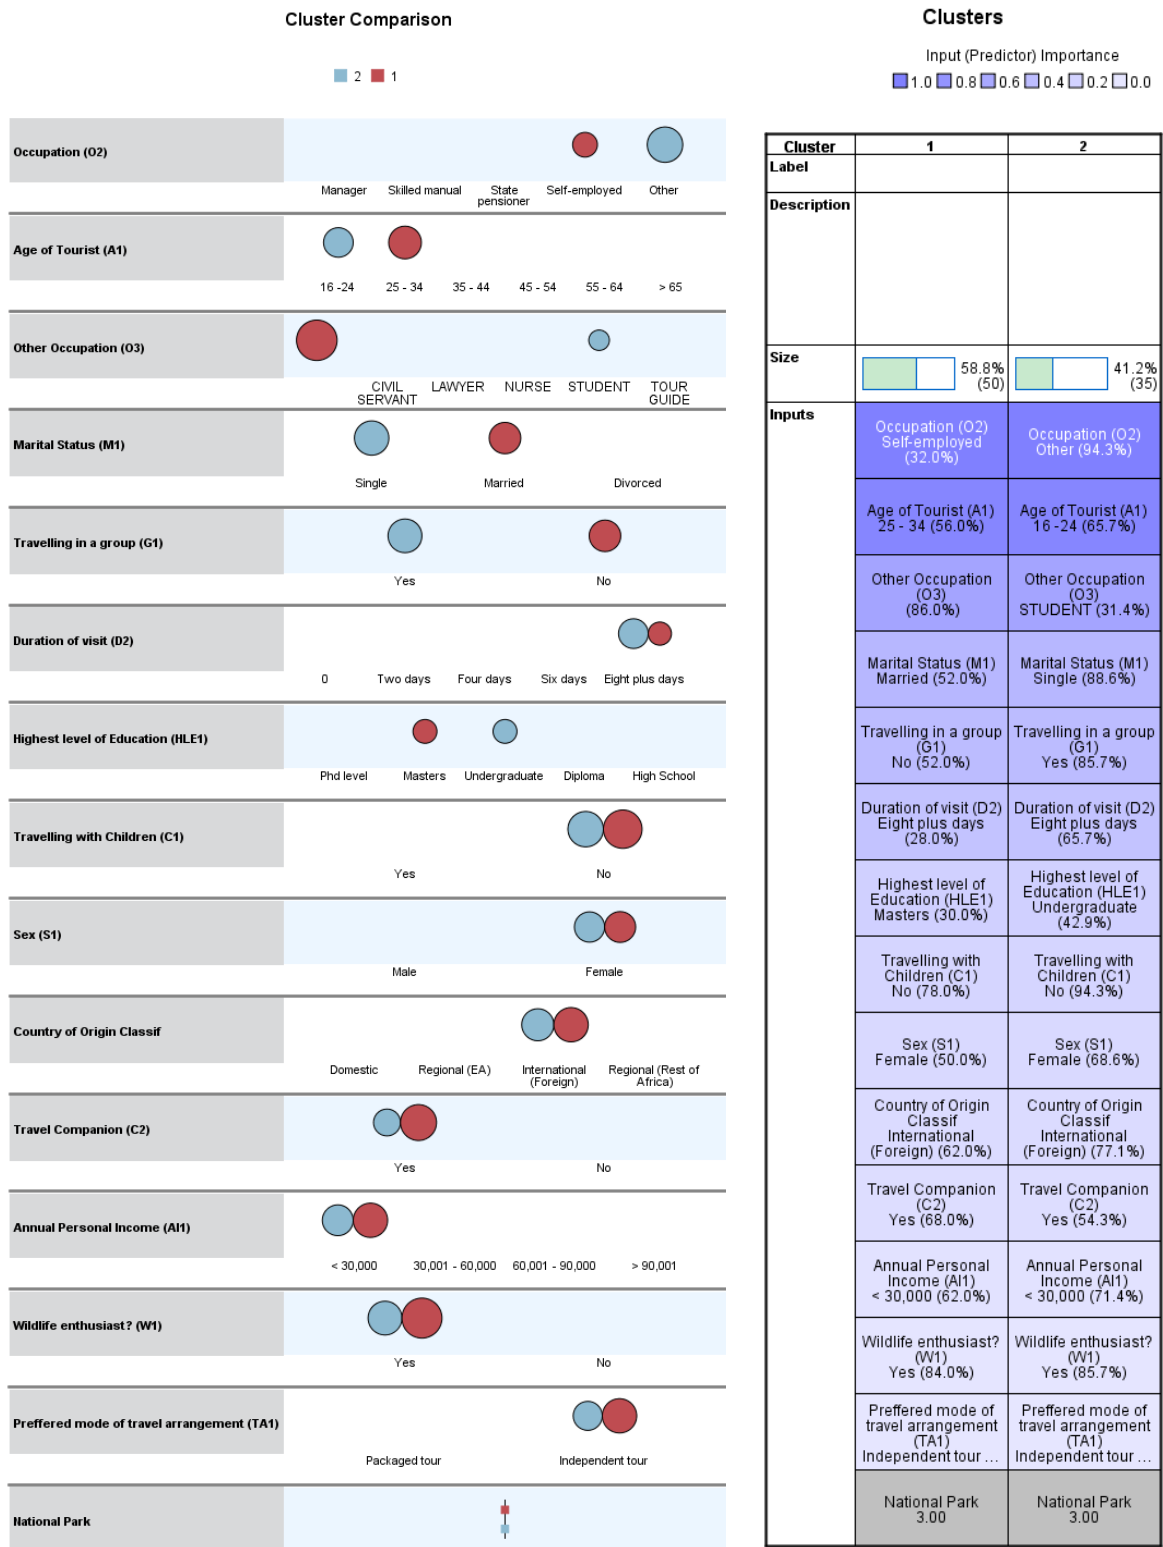 Cluster Comparison
2 1
Occupation (O2)
Manager Skilled manual State pensioner Self-employed Other
Age of Tourist (A1)
16 -24 25 - 34 35 - 44 45 - 54 55 - 64 > 65
Other Occupation (O3)
CIVIL SERVANT LAWYER NURSE STUDENT TOUR GUIDE
Marital Status (M1)
Single Married Divorced
Travelling in a group (G1)
Yes No
Duration of visit (D2)
0 Two days Four days Six days Eight plus days
Highest level of Education (HLE1)
Phd level Masters Undergraduate Diploma High School
Travelling with Children (C1)
Yes No
Sex (S1)
Male Female
Country of Origin Classif
Domestic Regional (EA) International (Foreign) Regional (Rest of Africa)
Travel Companion (C2)
Yes No
Annual Personal Income (AI1)
< 30,000 30,001 - 60,000 60,001 - 90,000 > 90,001
Wildlife enthusiast? (W1)
Yes No
Preffered mode of travel arrangement (TA1)
Packaged tour Independent tour
National Park
Clusters
Input (Predictor) Importance
1.0 0.8 0.6 0.4 0.2 0.0
Cluster 1 2
Label
Description
Size
58.8%
(50)
41.2%
(35)
Inputs
Occupation (O2)
Self-employed
(32.0%)
Occupation (O2)
Other (94.3%)
Age of Tourist (A1)
25 - 34 (56.0%)
Age of Tourist (A1)
16 -24 (65.7%)
Other Occupation
(O3)
(86.0%)
Other Occupation
(O3)
STUDENT (31.4%)
Marital Status (M1)
Married (52.0%)
Marital Status (M1)
Single (88.6%)
Travelling in a group
(G1)
No (52.0%)
Travelling in a group
(G1)
Yes (85.7%)
Duration of visit (D2)
Eight plus days
(28.0%)
Duration of visit (D2)
Eight plus days
(65.7%)
Highest level of
Education (HLE1)
Masters (30.0%)
Highest level of
Education (HLE1)
Undergraduate
(42.9%)
Travelling with
Children (C1)
No (78.0%)
Travelling with
Children (C1)
No (94.3%)
Sex (S1)
Female (50.0%)
Sex (S1)
Female (68.6%)
Country of Origin
Classif
International
(Foreign) (62.0%)
Country of Origin
Classif
International
(Foreign) (77.1%)
Travel Companion
(C2)
Yes (68.0%)
Travel Companion
(C2)
Yes (54.3%)
Annual Personal
Income (AI1)
< 30,000 (62.0%)
Annual Personal
Income (AI1)
< 30,000 (71.4%)
Wildlife enthusiast?
(W1)
Yes (84.0%)
Wildlife enthusiast?
(W1)
Yes (85.7%)
Preffered mode of
travel arrangement
(TA1)
Independent tour ...
Preffered mode of
travel arrangement
(TA1)
Independent tour ...
National Park
3.00
National Park
3.00